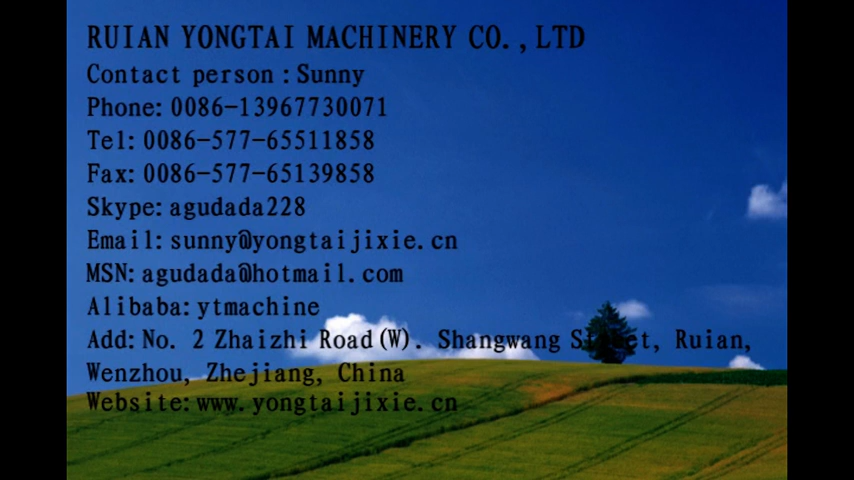 RUIAN YONGTAI MACHINERY CO.,LTD
Contact person : Sunny
Phone: 0086-13967730071
Tel: 0086-577-65511858
Fax: 0086-577-65139858
Skype: agudada228
Email: sunny@yongtaijixie.cn
MSN: agudada@hotmail.com
Alibaba: ytmachine
Add: No. 2 Zhaizhi Road(W). Shangwang Street, Ruian,
Wenzhou, Zhejiang, China
Website: www.yongtaijixie.cn